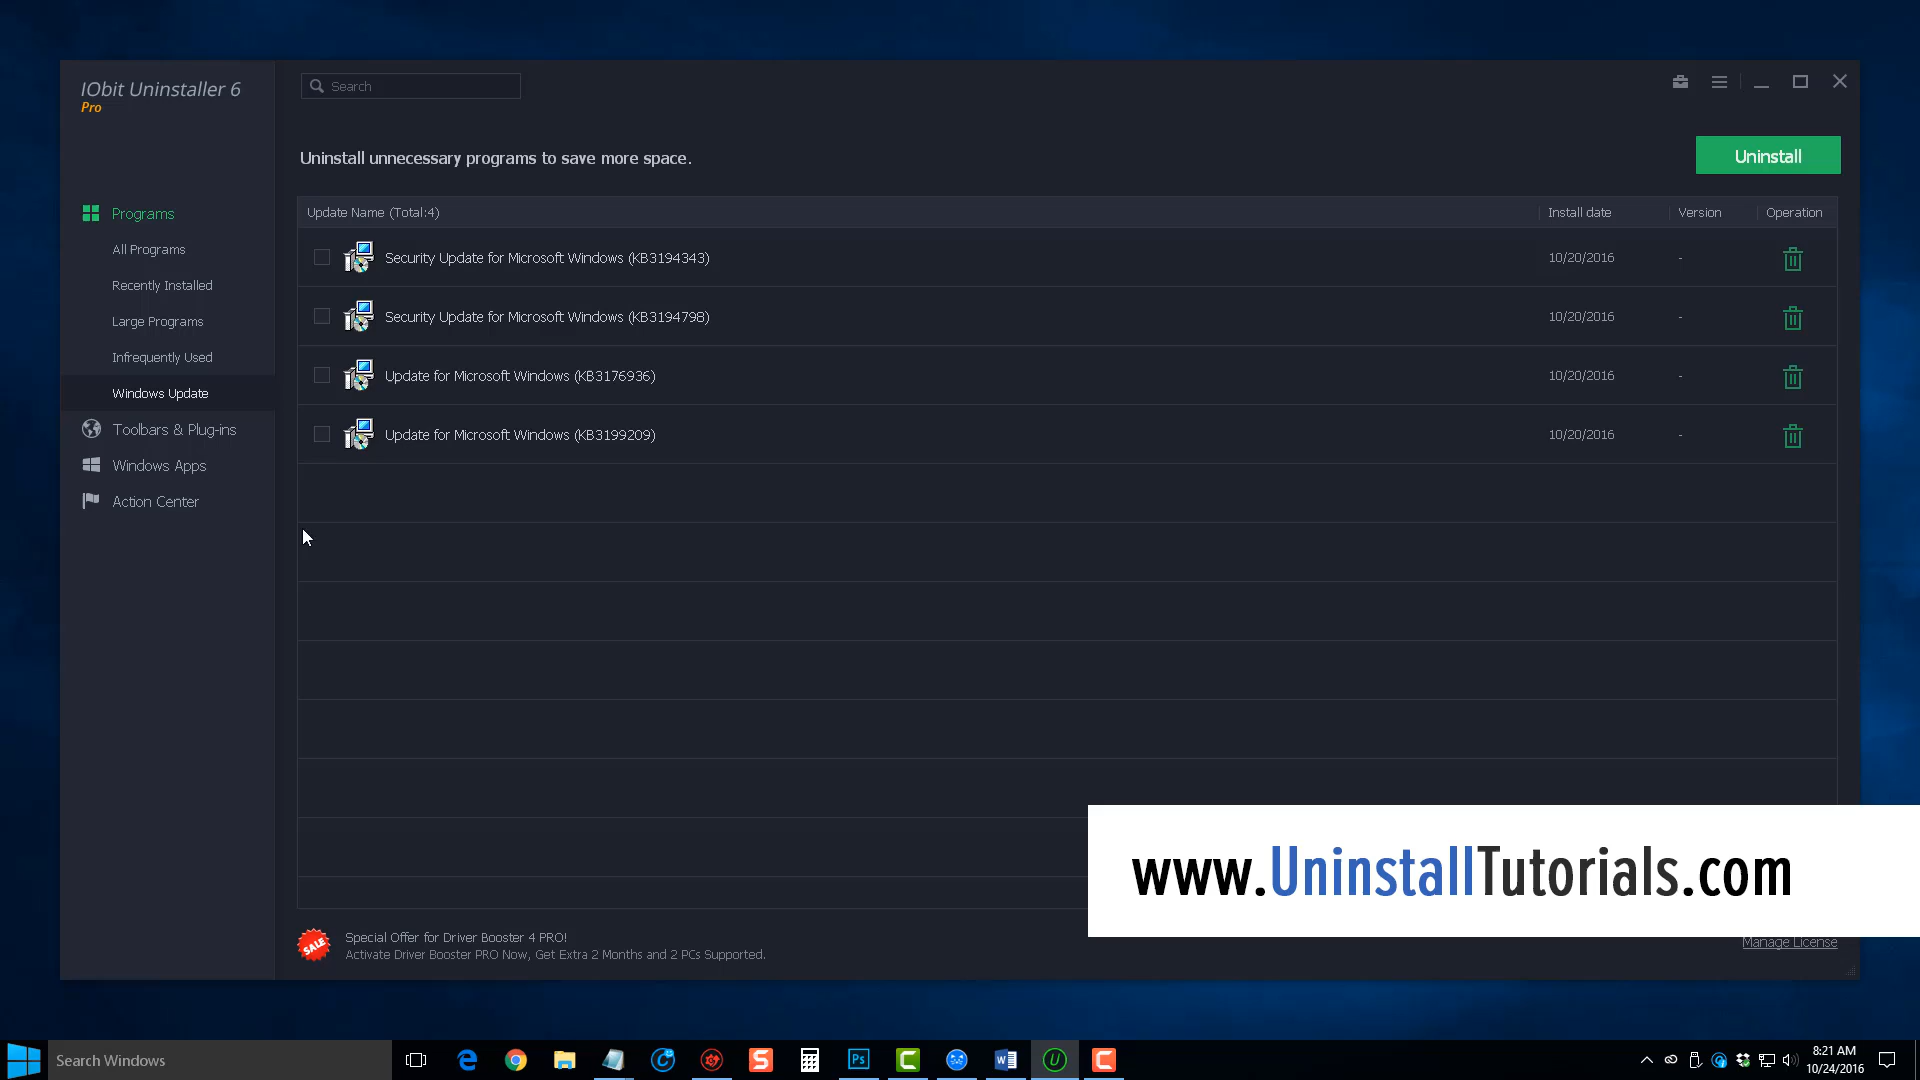 IObit Uninstaller 6
Pro
Search
Uninstall unnecessary programs to save more space.
Uninstall
Update Name (Total:4)
Install date
Version
Operation
Programs
All Programs
Recently Installed
Large Programs
Infrequently Used
Windows Update
Toolbars & Plug-ins
Windows Apps
Action Center
Security Update for Microsoft Windows (KB3194343)
10/20/2016
-
Security Update for Microsoft Windows (KB3194798)
10/20/2016
-
Update for Microsoft Windows (KB3176936)
10/20/2016
-
Update for Microsoft Windows (KB3199209)
10/20/2016
-
www.UninstallTutorials.com
SALE
Special Offer for Driver Booster 4 PRO!
Activate Driver Booster PRO Now, Get Extra 2 Months and 2 PCs Supported.
Manage License
Search Windows
Ps
8:21 AM
10/24/2016